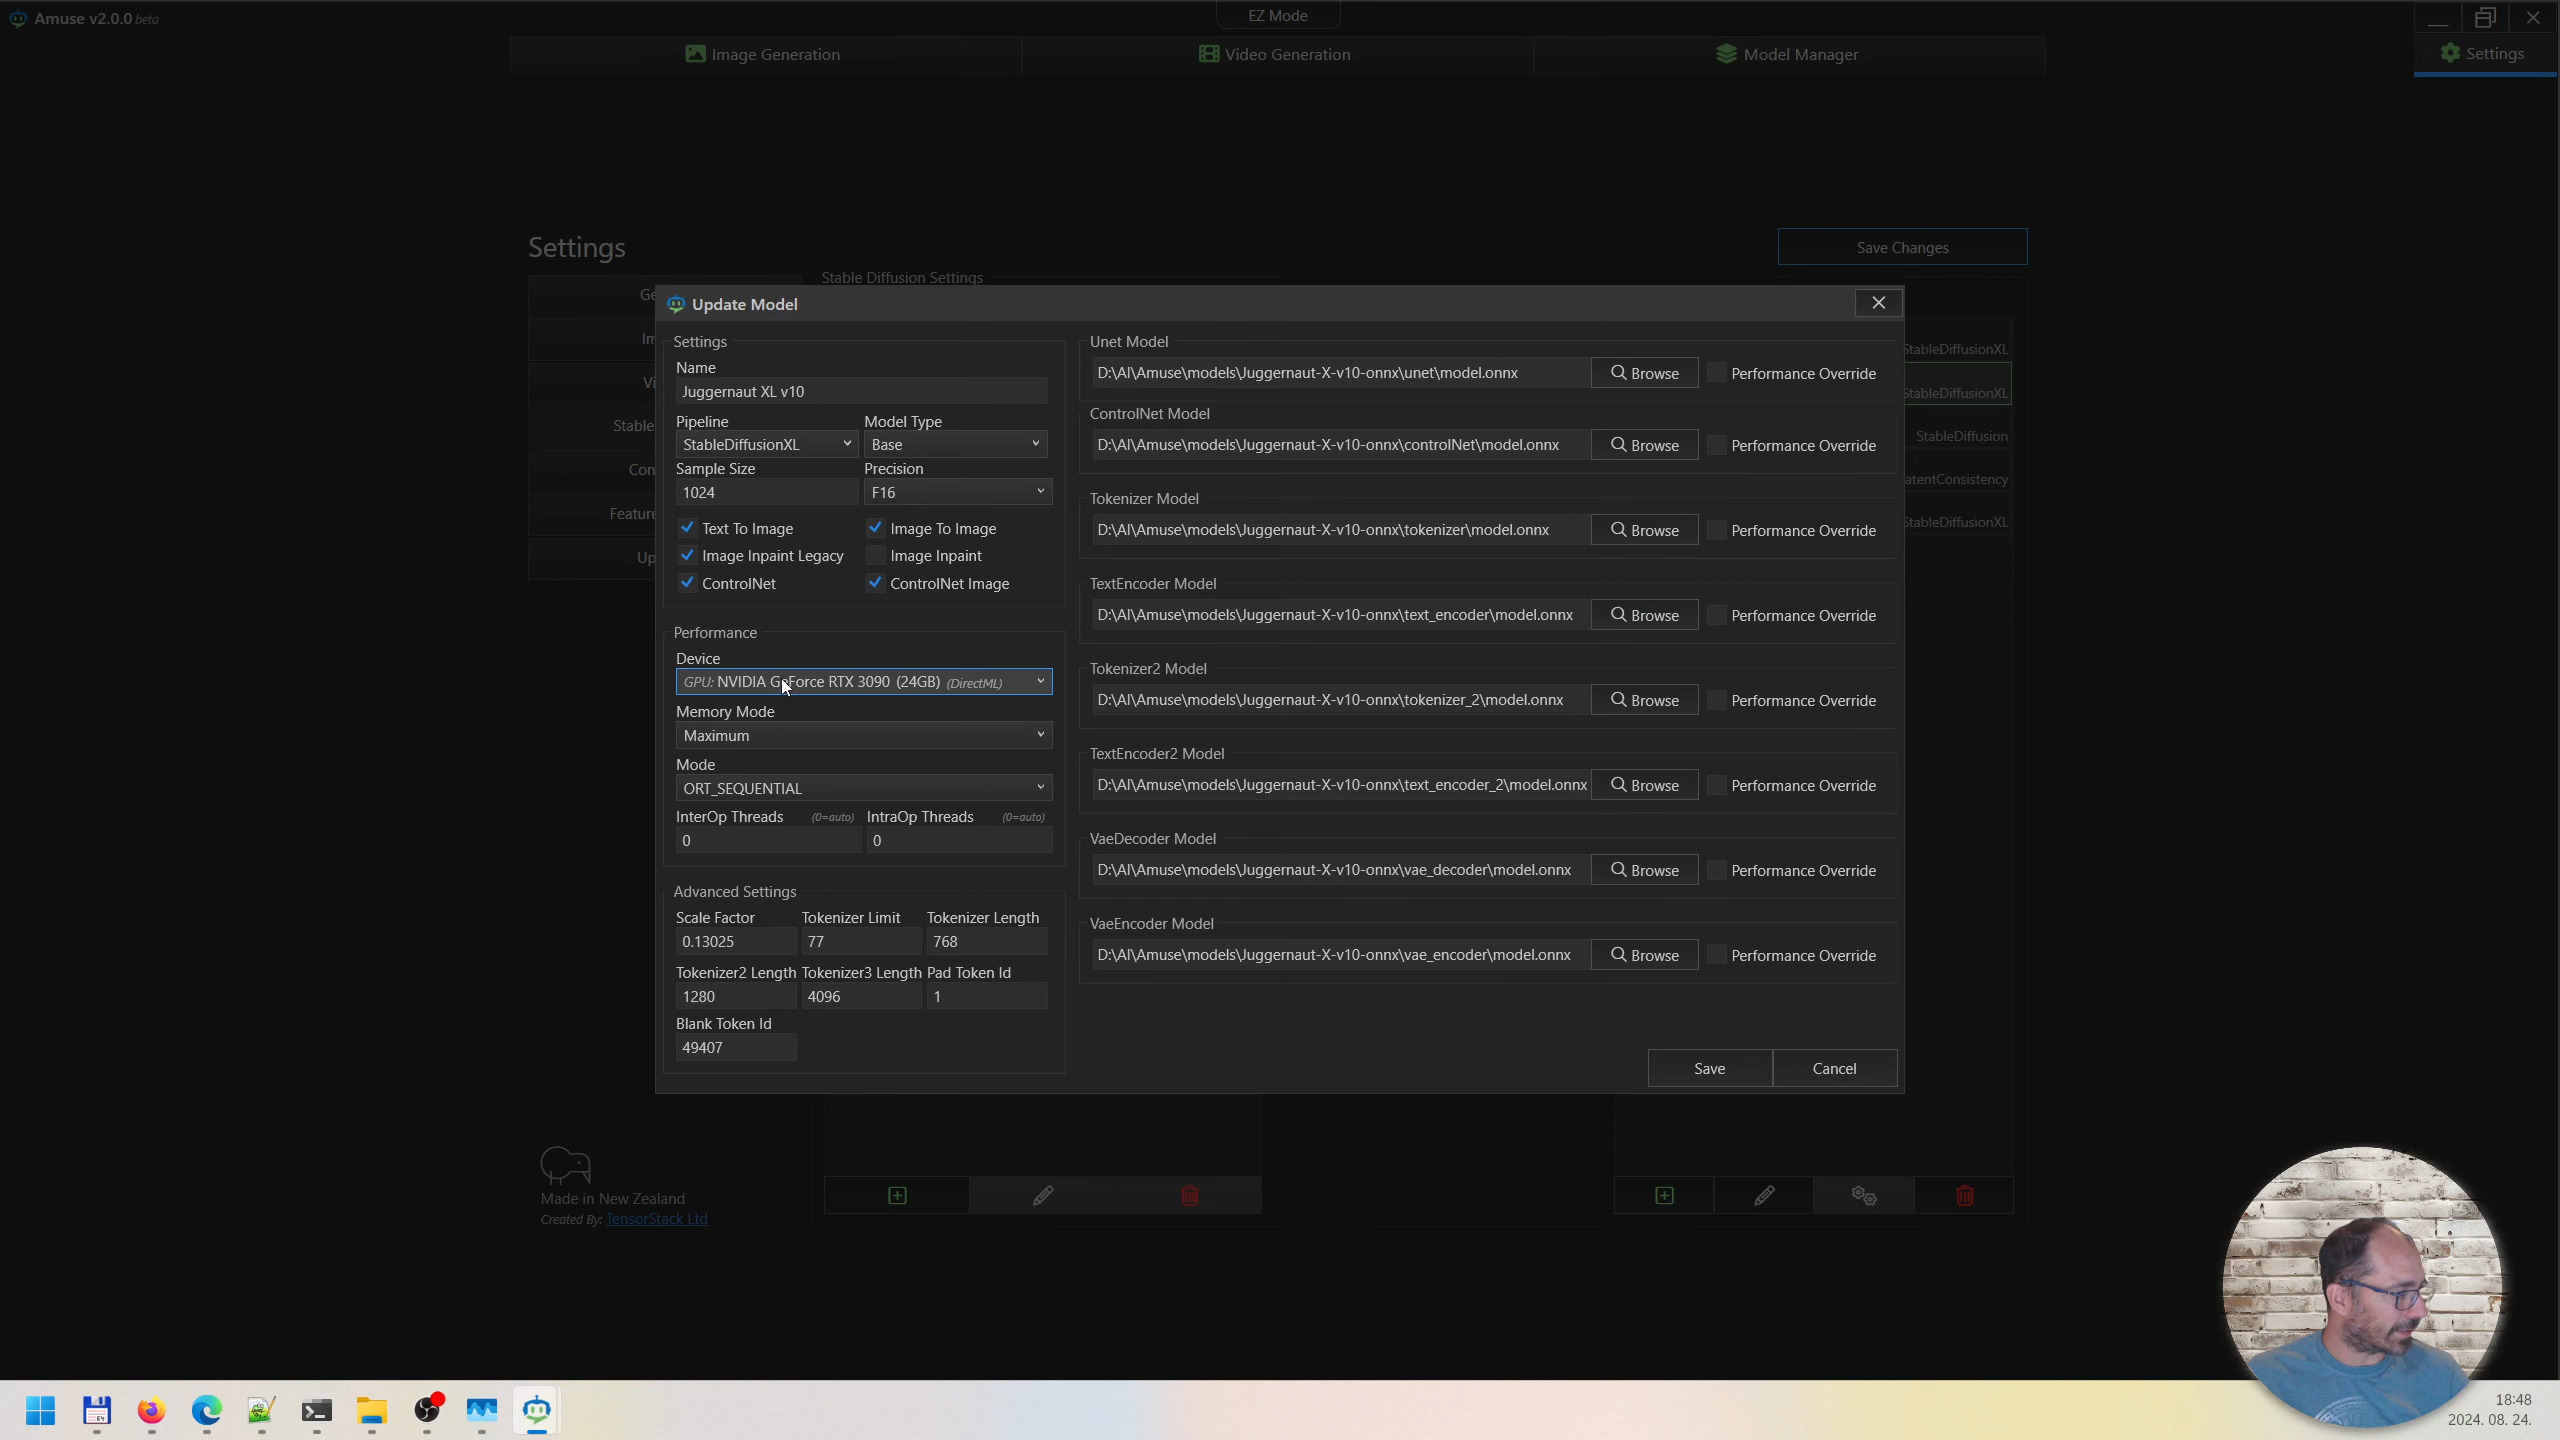 Amuse v2.0.0 beta
EZ Mode
Image Generation
Video Generation
Model Manager
Settings
Settings
Save Changes
Stable Diffusion Settings
Update Model
Settings
Name
Juggernaut XL v10
Pipeline
Model Type
StableDiffusionXL
Base
Sample Size
Precision
1024
F16
Text To Image
Image To Image
Image Inpaint Legacy
Image Inpaint
ControlNet
ControlNet Image
Performance
Device
GPU: NVIDIA GeForce RTX 3090 (24GB) (DirectML)
Memory Mode
Maximum
Mode
ORT_SEQUENTIAL
InterOp Threads (0=auto)
IntraOp Threads (0=auto)
0
0
Advanced Settings
Scale Factor
Tokenizer Limit
Tokenizer Length
0.13025
77
768
Tokenizer2 Length
Tokenizer3 Length
Pad Token Id
1280
4096
1
Blank Token Id
49407
Unet Model
D:\AI\Amuse\models\Juggernaut-X-v10-onnx\unet\model.onnx
Browse
Performance Override
ControlNet Model
D:\AI\Amuse\models\Juggernaut-X-v10-onnx\controlNet\model.onnx
Browse
Performance Override
Tokenizer Model
D:\AI\Amuse\models\Juggernaut-X-v10-onnx\tokenizer\model.onnx
Browse
Performance Override
TextEncoder Model
D:\AI\Amuse\models\Juggernaut-X-v10-onnx\text_encoder\model.onnx
Browse
Performance Override
Tokenizer2 Model
D:\AI\Amuse\models\Juggernaut-X-v10-onnx\tokenizer_2\model.onnx
Browse
Performance Override
TextEncoder2 Model
D:\AI\Amuse\models\Juggernaut-X-v10-onnx\text_encoder_2\model.onnx
Browse
Performance Override
VaeDecoder Model
D:\AI\Amuse\models\Juggernaut-X-v10-onnx\vae_decoder\model.onnx
Browse
Performance Override
VaeEncoder Model
D:\AI\Amuse\models\Juggernaut-X-v10-onnx\vae_encoder\model.onnx
Browse
Performance Override
Save
Cancel
Ge
Im
Vi
Stable
Con
Feature
Up
StableDiffusionXL
StableDiffusionXL
StableDiffusion
atentConsistency
StableDiffusionXL
Made in New Zealand
Created By: TensorStack Ltd
18:48
2024. 08. 24.